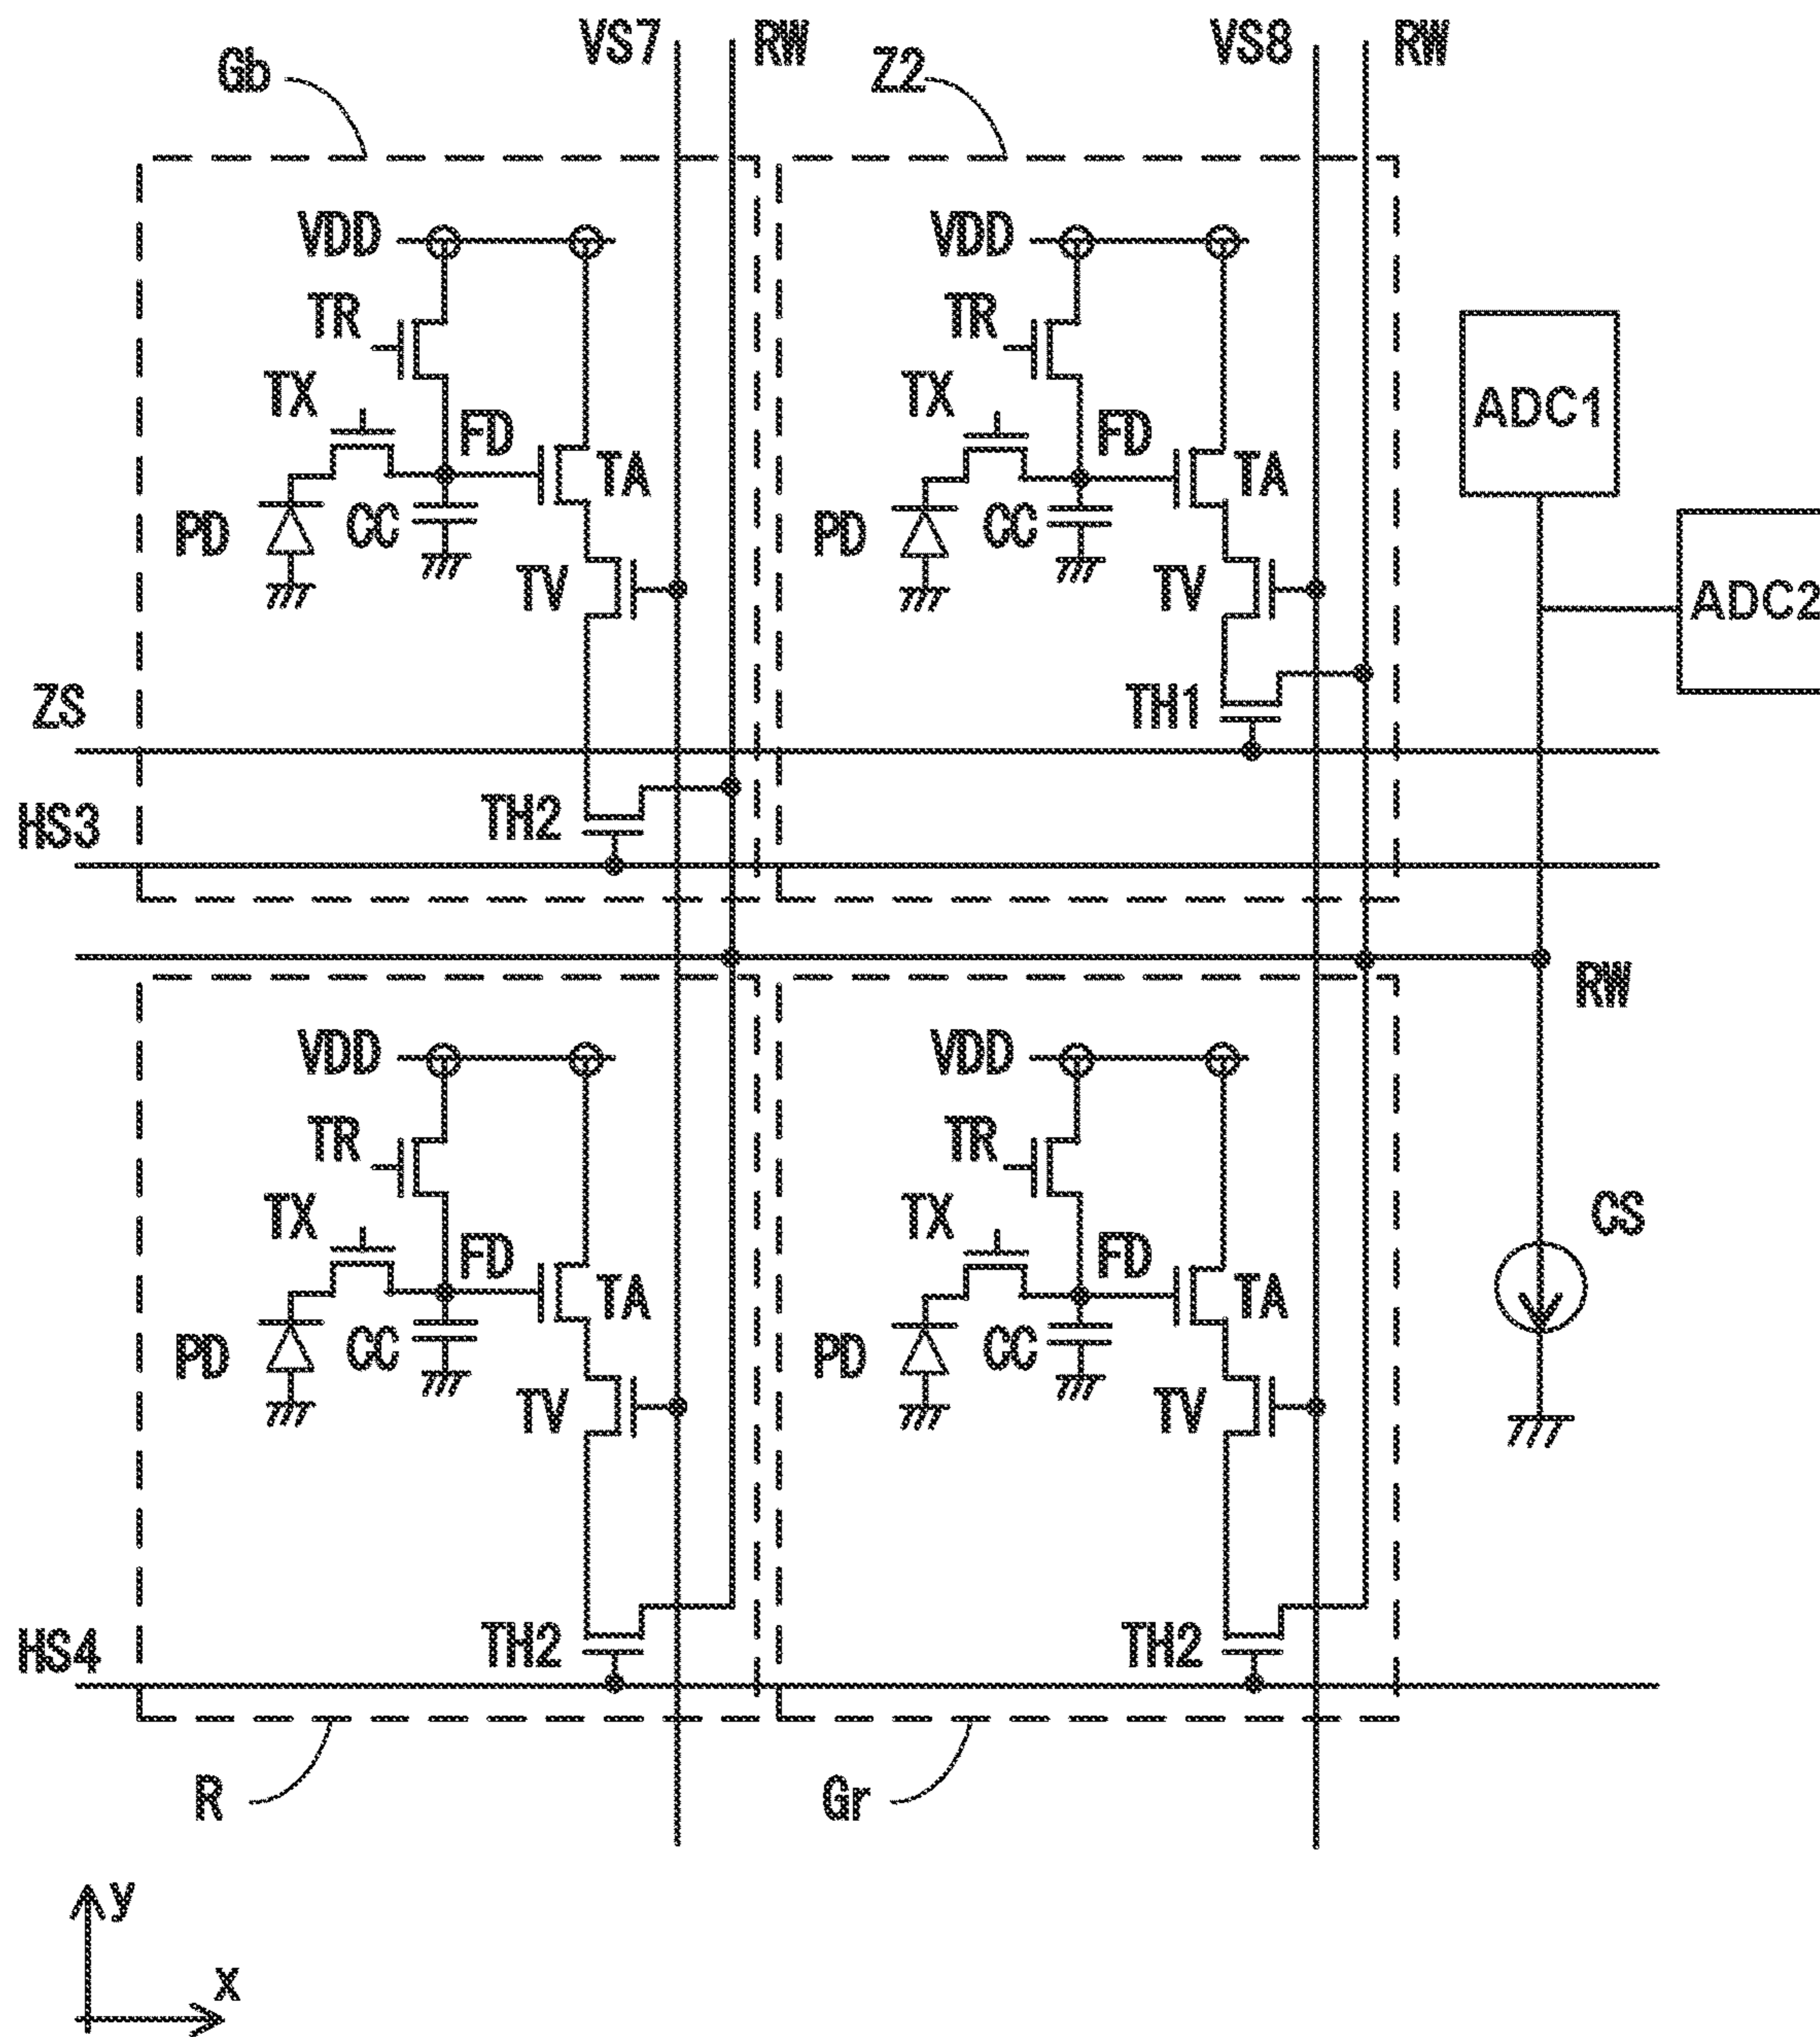 VS7 RW VS8 RW
Gb Z2
VDD VDD
TR TR
TX FD TX FD
ADC1
TA TA
PD CC PD CC
TV TV
ADC2
ZS TH1
HS3 TH2
RW
VDD VDD
TR TR
TX FD TX FD
CS
TA TA
PD CC PD CC
TV TV
HS4 TH2 TH2
R Gr
y
x